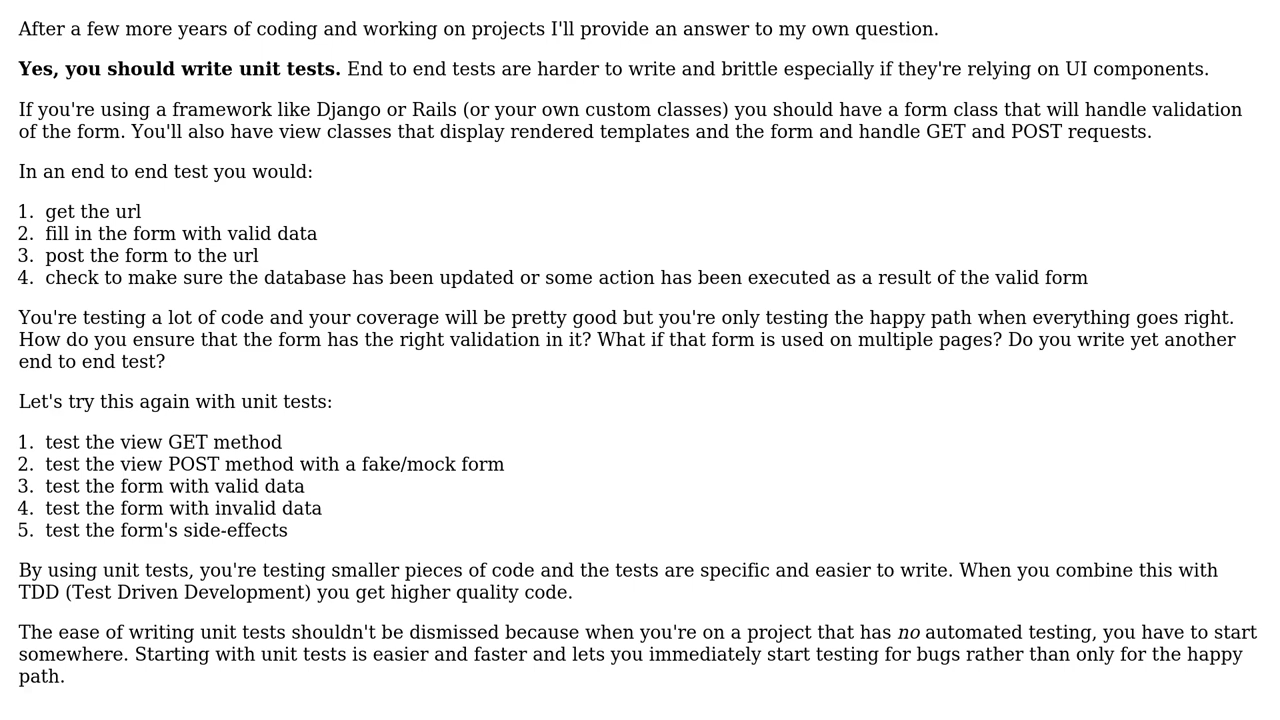 After a few more years of coding and working on projects I'll provide an answer to my own question.
Yes, you should write unit tests. End to end tests are harder to write and brittle especially if they're relying on UI components.
If you're using a framework like Django or Rails (or your own custom classes) you should have a form class that will handle validation
of the form. You'll also have view classes that display rendered templates and the form and handle GET and POST requests.
In an end to end test you would:
1. get the url
2. fill in the form with valid data
3. post the form to the url
4. check to make sure the database has been updated or some action has been executed as a result of the valid form
You're testing a lot of code and your coverage will be pretty good but you're only testing the happy path when everything goes right.
How do you ensure that the form has the right validation in it? What if that form is used on multiple pages? Do you write yet another
end to end test?
Let's try this again with unit tests:
1. test the view GET method
2. test the view POST method with a fake/mock form
3. test the form with valid data
4. test the form with invalid data
5. test the form's side-effects
By using unit tests, you're testing smaller pieces of code and the tests are specific and easier to write. When you combine this with
TDD (Test Driven Development) you get higher quality code.
The ease of writing unit tests shouldn't be dismissed because when you're on a project that has no automated testing, you have to start
somewhere. Starting with unit tests is easier and faster and lets you immediately start testing for bugs rather than only for the happy
path.